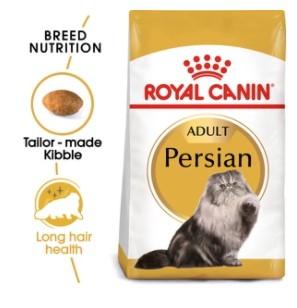 BREED
NUTRITION
Tailor - made
Kibble
Long hair
health
ROYAL CANIN
ADULT
Persian